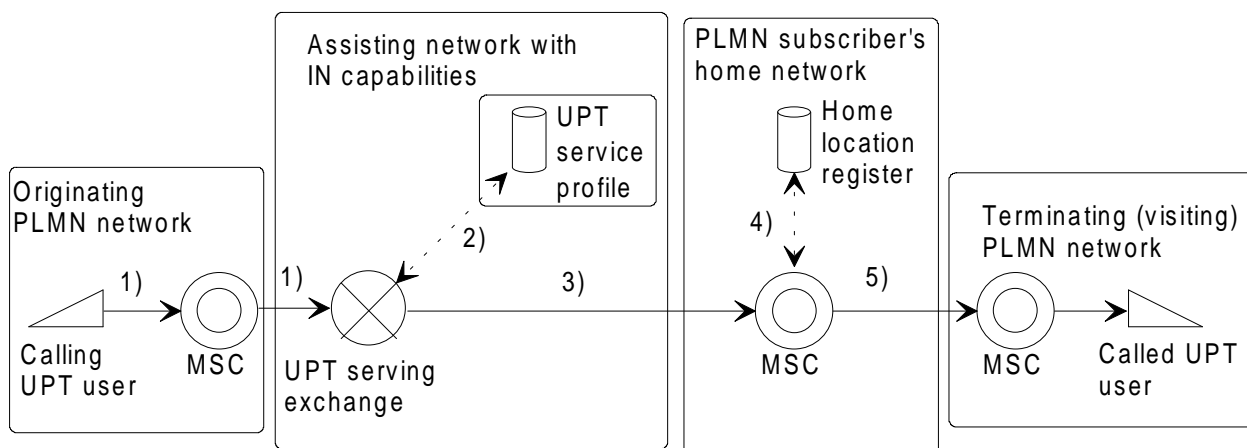 Assisting network with
IN capabilities
UPT
service
profile
PLMN subscriber's
home network
Home
location
register
Originating
PLMN network
Terminating (visiting)
PLMN network
1)
1)
2)
3)
4)
5)
Calling
UPT user
MSC
UPT serving
exchange
MSC
MSC
Called UPT
user